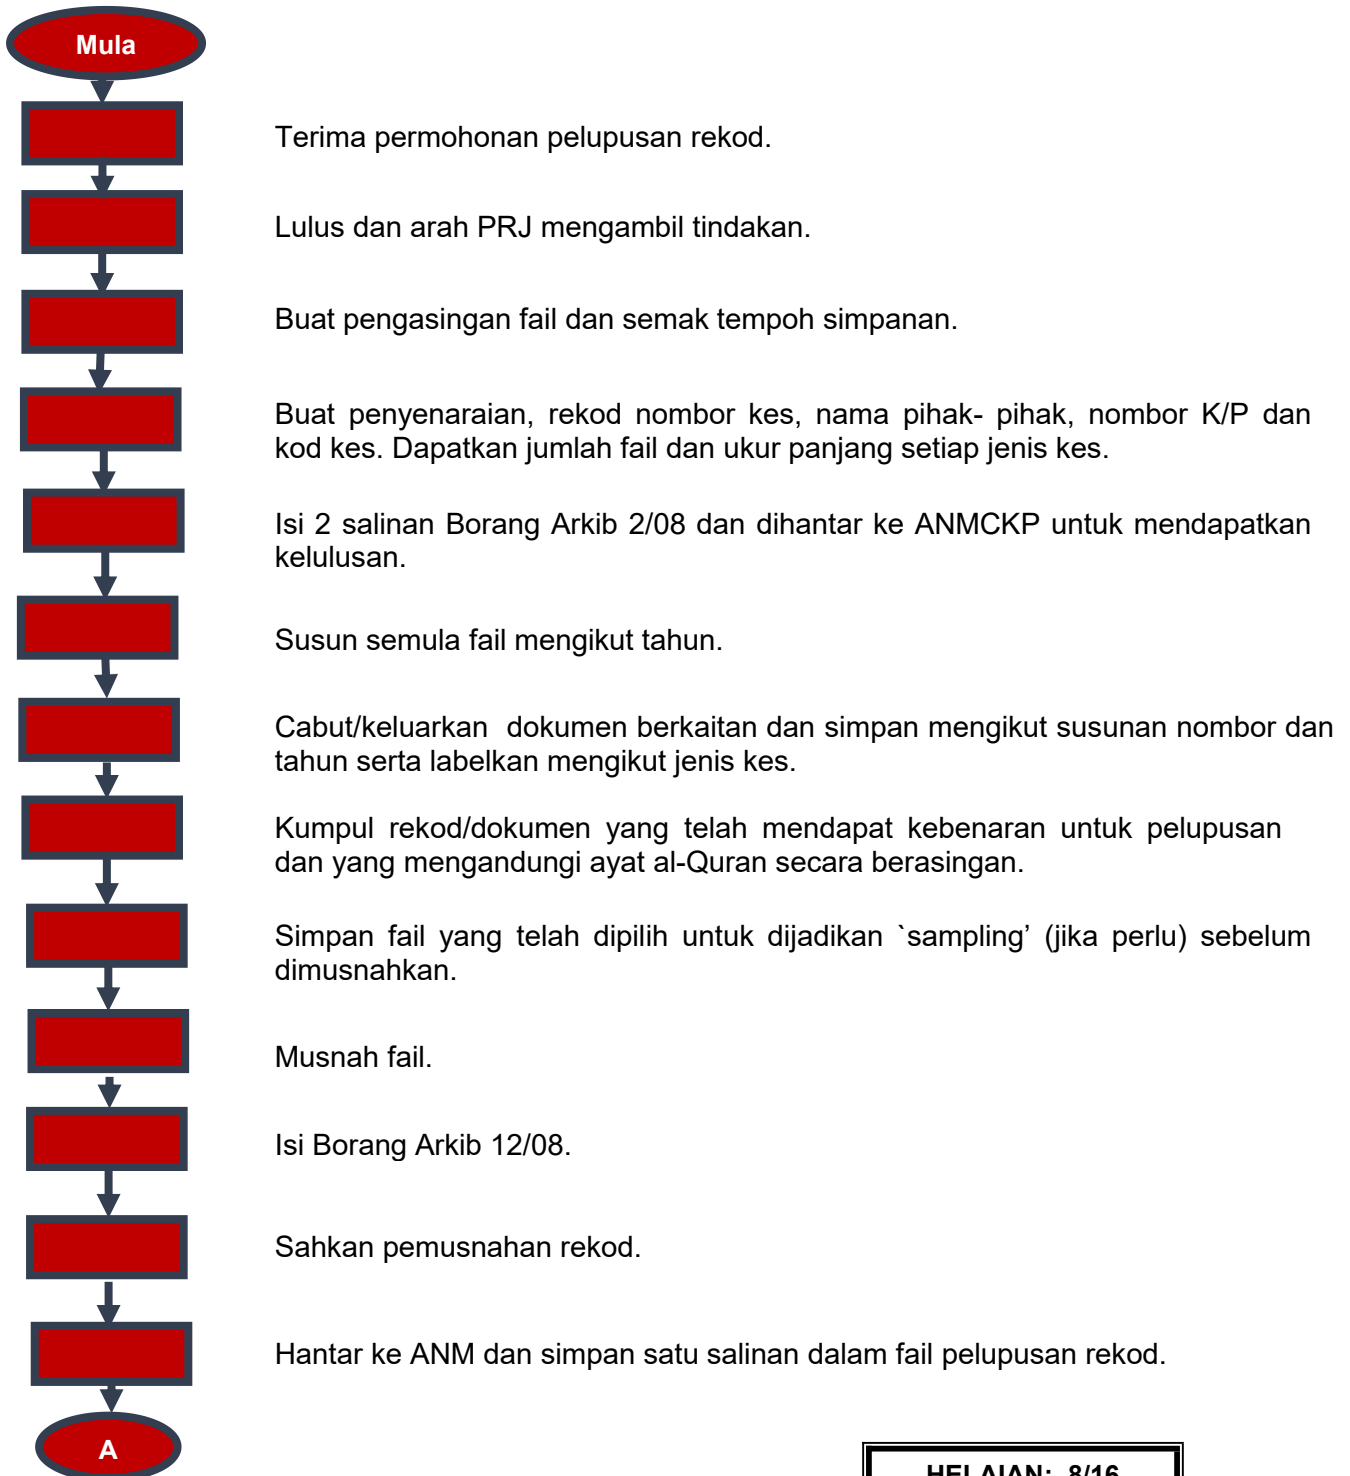 Mula
Terima permohonan pelupusan rekod.
Lulus dan arah PRJ mengambil tindakan.
Buat pengasingan fail dan semak tempoh simpanan.
Buat penyenaraian, rekod nombor kes, nama pihak- pihak, nombor K/P dan
kod kes. Dapatkan jumlah fail dan ukur panjang setiap jenis kes.
Isi 2 salinan Borang Arkib 2/08 dan dihantar ke ANMCKP untuk mendapatkan
kelulusan.
Susun semula fail mengikut tahun.
Cabut/keluarkan dokumen berkaitan dan simpan mengikut susunan nombor dan
tahun serta labelkan mengikut jenis kes.
Kumpul rekod/dokumen yang telah mendapat kebenaran untuk pelupusan
dan yang mengandungi ayat al-Quran secara berasingan.
Simpan fail yang telah dipilih untuk dijadikan `sampling’ (jika perlu) sebelum
dimusnahkan.
Musnah fail.
Isi Borang Arkib 12/08.
Sahkan pemusnahan rekod.
Hantar ke ANM dan simpan satu salinan dalam fail pelupusan rekod.
A
HELAIAN: 8/16